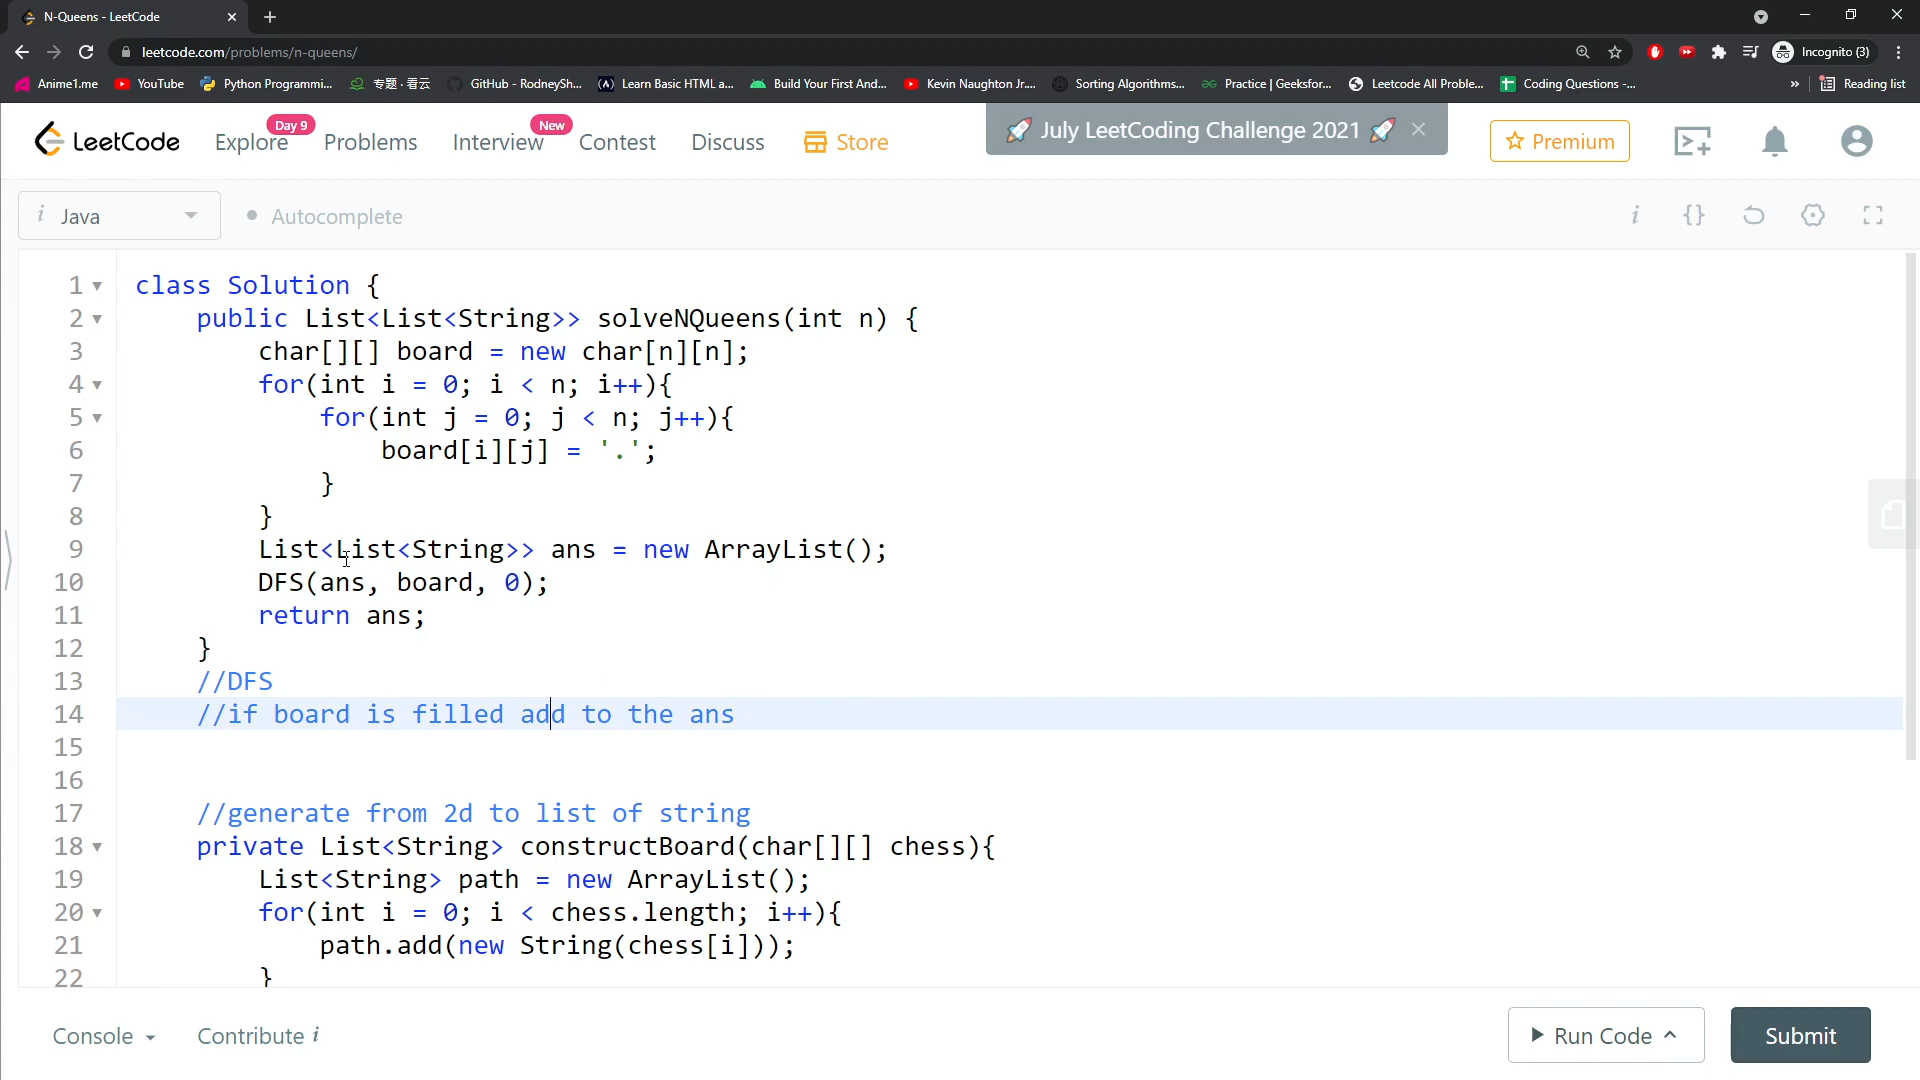 N-Queens - LeetCode
leetcode.com/problems/n-queens/
Incognito (3)
Anime1.me YouTube Python Programmi... 专题 · 看云 GitHub - RodneySh... Learn Basic HTML a... Build Your First And... Kevin Naughton Jr.... Sorting Algorithms... Practice | Geeksfor... Leetcode All Proble... Coding Questions -... » Reading list
Day 9 New
LeetCode Explore Problems Interview Contest Discuss Store July LeetCoding Challenge 2021 Premium
i Java Autocomplete i {}
1 class Solution {
2 public List<List<String>> solveNQueens(int n) {
3 char[][] board = new char[n][n];
4 for(int i = 0; i < n; i++){
5 for(int j = 0; j < n; j++){
6 board[i][j] = '.';
7 }
8 }
9 List<List<String>> ans = new ArrayList();
10 DFS(ans, board, 0);
11 return ans;
12 }
13 //DFS
14 //if board is filled add to the ans
15
16
17 //generate from 2d to list of string
18 private List<String> constructBoard(char[][] chess){
19 List<String> path = new ArrayList();
20 for(int i = 0; i < chess.length; i++){
21 path.add(new String(chess[i]));
22 }
Console Contribute i Run Code Submit